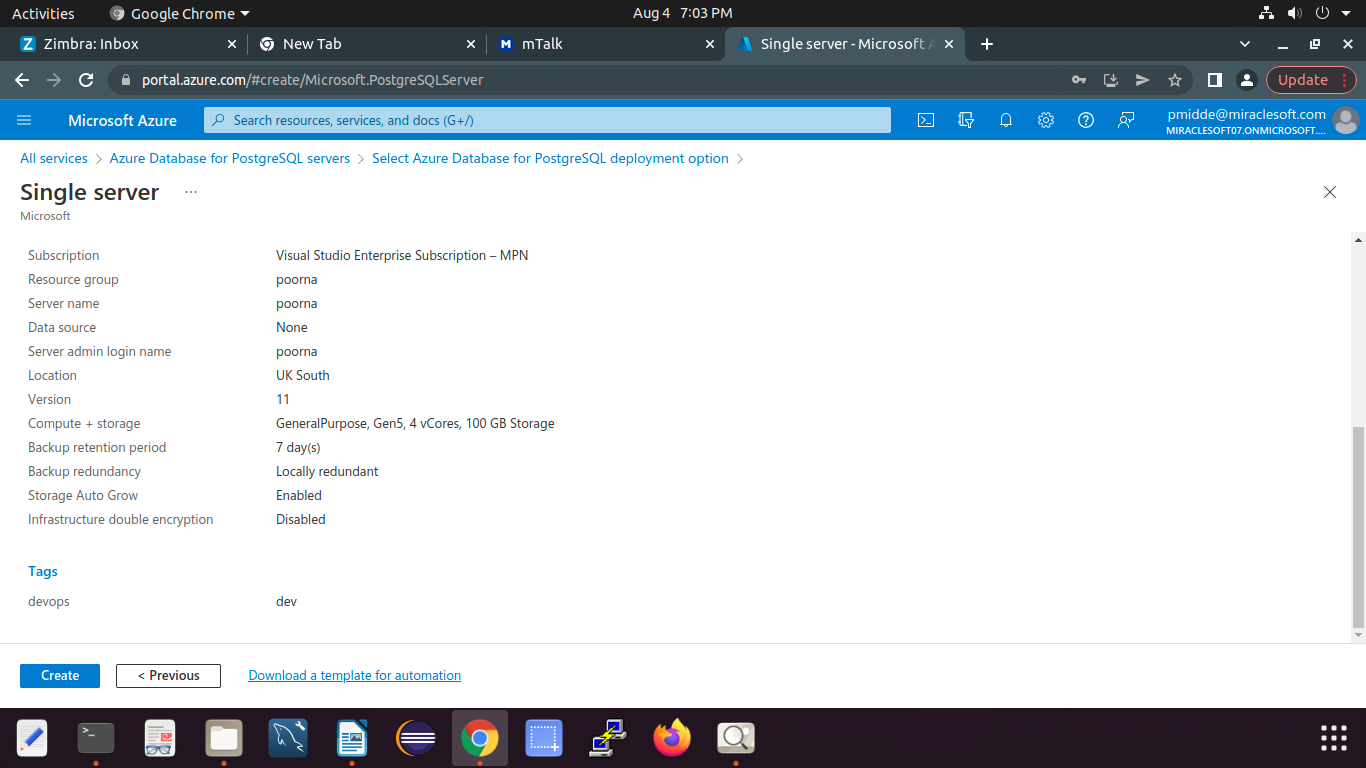 Activities Google Chrome Aug 4 7:03 PM
Zimbra: Inbox New Tab mTalk Single server - Microsoft A
portal.azure.com/#create/Microsoft.PostgreSQLServer Update
Microsoft Azure Search resources, services, and docs (G+/) pmidde@miraclesoft.com
MIRACLESOFT07.ONMICROSOFT....
All services > Azure Database for PostgreSQL servers > Select Azure Database for PostgreSQL deployment option >
Single server ...
Microsoft
Subscription Visual Studio Enterprise Subscription – MPN
Resource group poorna
Server name poorna
Data source None
Server admin login name poorna
Location UK South
Version 11
Compute + storage GeneralPurpose, Gen5, 4 vCores, 100 GB Storage
Backup retention period 7 day(s)
Backup redundancy Locally redundant
Storage Auto Grow Enabled
Infrastructure double encryption Disabled
Tags
devops dev
Create < Previous Download a template for automation